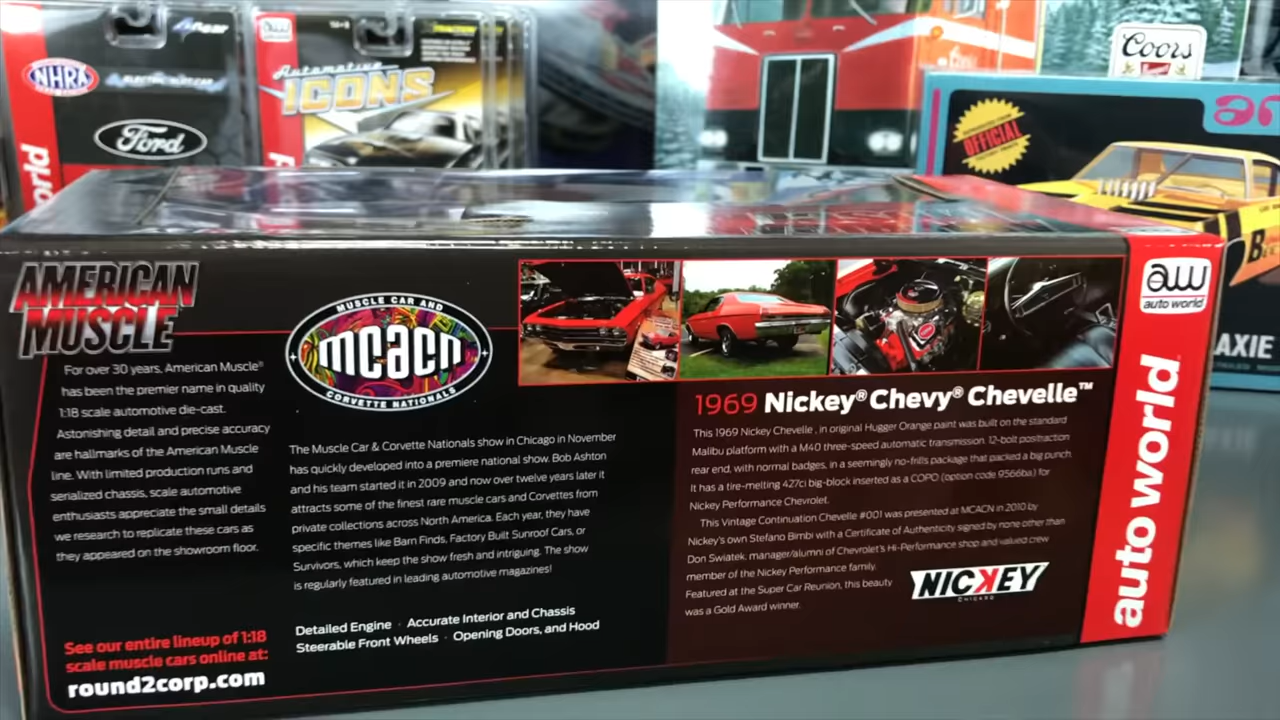 NHRA
Ford
Automotive
ICONS
Coors
OFFICIAL
AXIE
AMERICAN
MUSCLE
For over 30 years, American Muscle®
has been the premier name in quality
1:18 scale automotive die-cast.
Astonishing detail and precise accuracy
are hallmarks of the American Muscle
line. With limited production runs and
serialized chassis, scale automotive
enthusiasts appreciate the small details
we research to replicate these cars as
they appeared on the showroom floor.
See our entire lineup of 1:18
scale muscle cars online at:
round2corp.com
MUSCLE CAR AND
mcacn
CORVETTE NATIONALS
The Muscle Car & Corvette Nationals show in Chicago in November
has quickly developed into a premiere national show. Bob Ashton
and his team started it in 2009 and now over twelve years later it
attracts some of the finest rare muscle cars and Corvettes from
private collections across North America. Each year, they have
specific themes like Barn Finds, Factory Built Sunroof Cars, or
Survivors, which keep the show fresh and intriguing. The show
is regularly featured in leading automotive magazines!
Detailed Engine · Accurate Interior and Chassis
Steerable Front Wheels · Opening Doors, and Hood
1969 Nickey® Chevy® Chevelle™
This 1969 Nickey Chevelle , in original Hugger Orange paint was built on the standard
Malibu platform with a M40 three-speed automatic transmission. 12-bolt positraction
rear end, with normal badges, in a seemingly no-frills package that packed a big punch.
It has a tire-melting 427ci big-block inserted as a COPO (option code 9566ba) for
Nickey Performance Chevrolet.
This Vintage Continuation Chevelle #001 was presented at MCACN in 2010 by
Nickey's own Stefano Bimbi with a Certificate of Authenticity signed by none other than
Don Swiatek, manager/alumni of Chevrolet's Hi-Performance shop and valued crew
member of the Nickey Performance family.
Featured at the Super Car Reunion, this beauty
was a Gold Award winner.
NICKEY
CHICAGO
aw
auto world
auto world